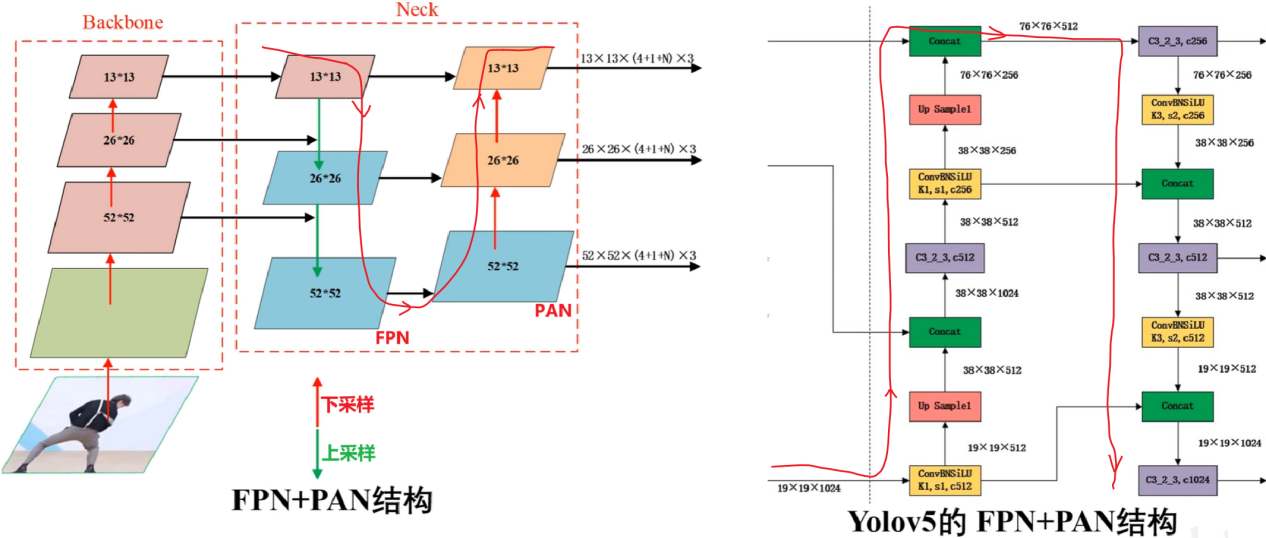 Backbone
Neck
13*13
26*26
52*52
13*13
26*26
52*52
13*13
26*26
52*52
13×13×(4+1+N)×3
26×26×(4+1+N)×3
52×52×(4+1+N)×3
FPN
PAN
下采样
上采样
FPN+PAN结构
Concat
76×76×512
C3_2_3, c256
76×76×256
76×76×256
Up Sample1
ConvBNSiLU
K3, s2, c256
38×38×256
38×38×256
ConvBNSiLU
K1, s1, c256
Concat
38×38×512
38×38×512
C3_2_3, c512
C3_2_3, c512
38×38×1024
38×38×512
Concat
ConvBNSiLU
K3, s2, c512
38×38×512
19×19×512
Up Sample1
Concat
19×19×512
19×19×1024
19×19×1024
ConvBNSiLU
K1, s1, c512
C3_2_3, c1024
Yolov5的 FPN+PAN结构